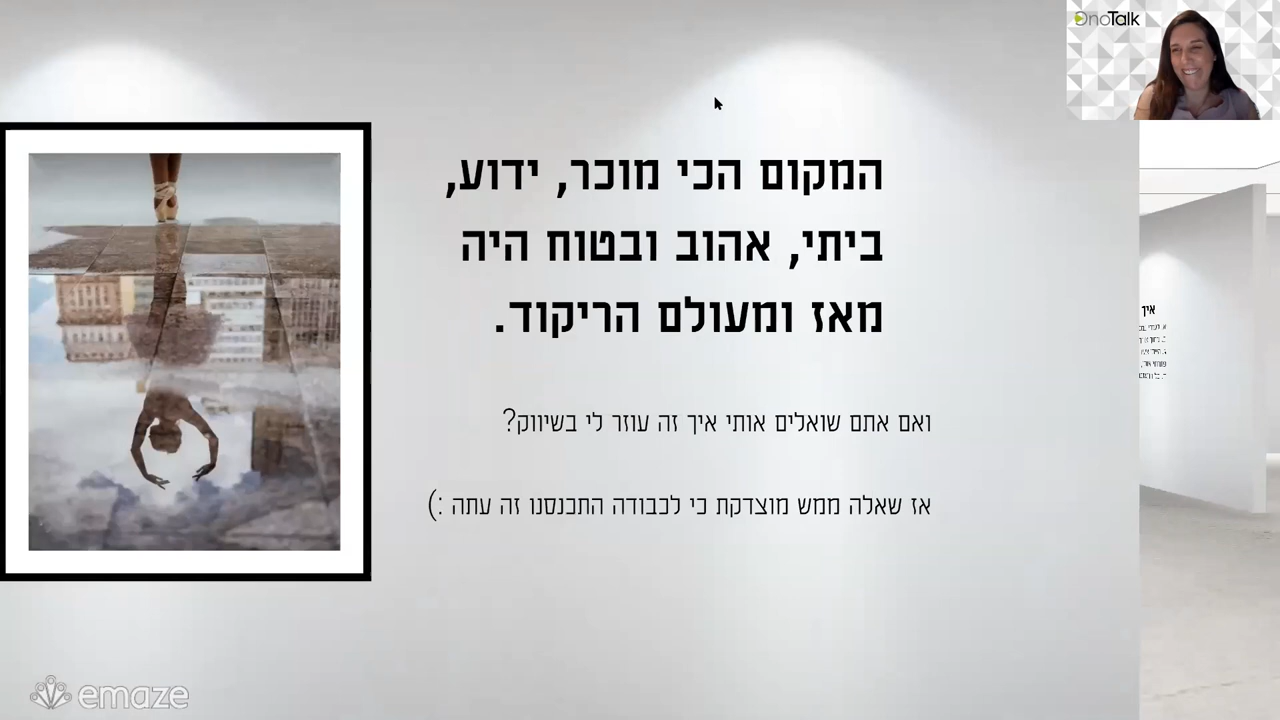 OnoTalk
המקום הכי מוכר, ידוע,
ביתי, אהוב ובטוח היה
מאז ומעולם הריקוד.
ואם אתם שואלים אותי איך זה עוזר לי בשיווק?
אז שאלה ממש מוצדקת כי לכבודה התכנסנו זה עתה :)
איך
emaze